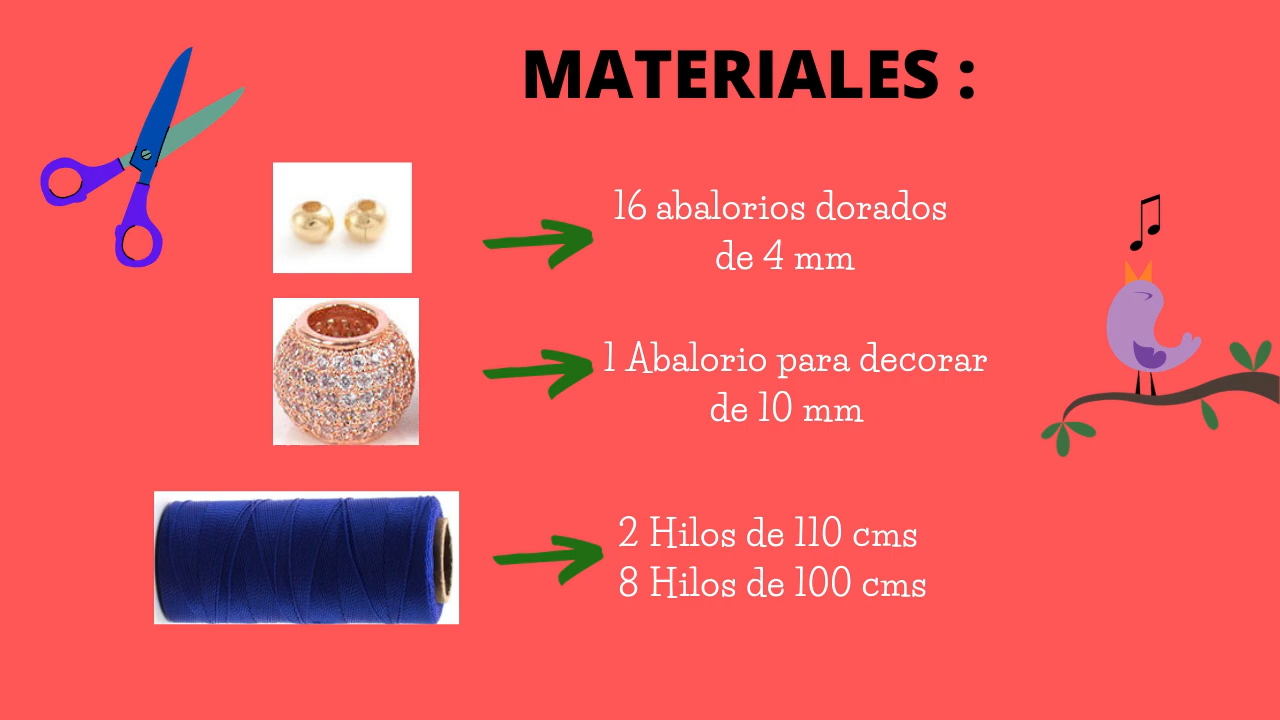 MATERIALES :
16 abalorios dorados
de 4 mm
1 Abalorio para decorar
de 10 mm
2 Hilos de 110 cms
8 Hilos de 100 cms